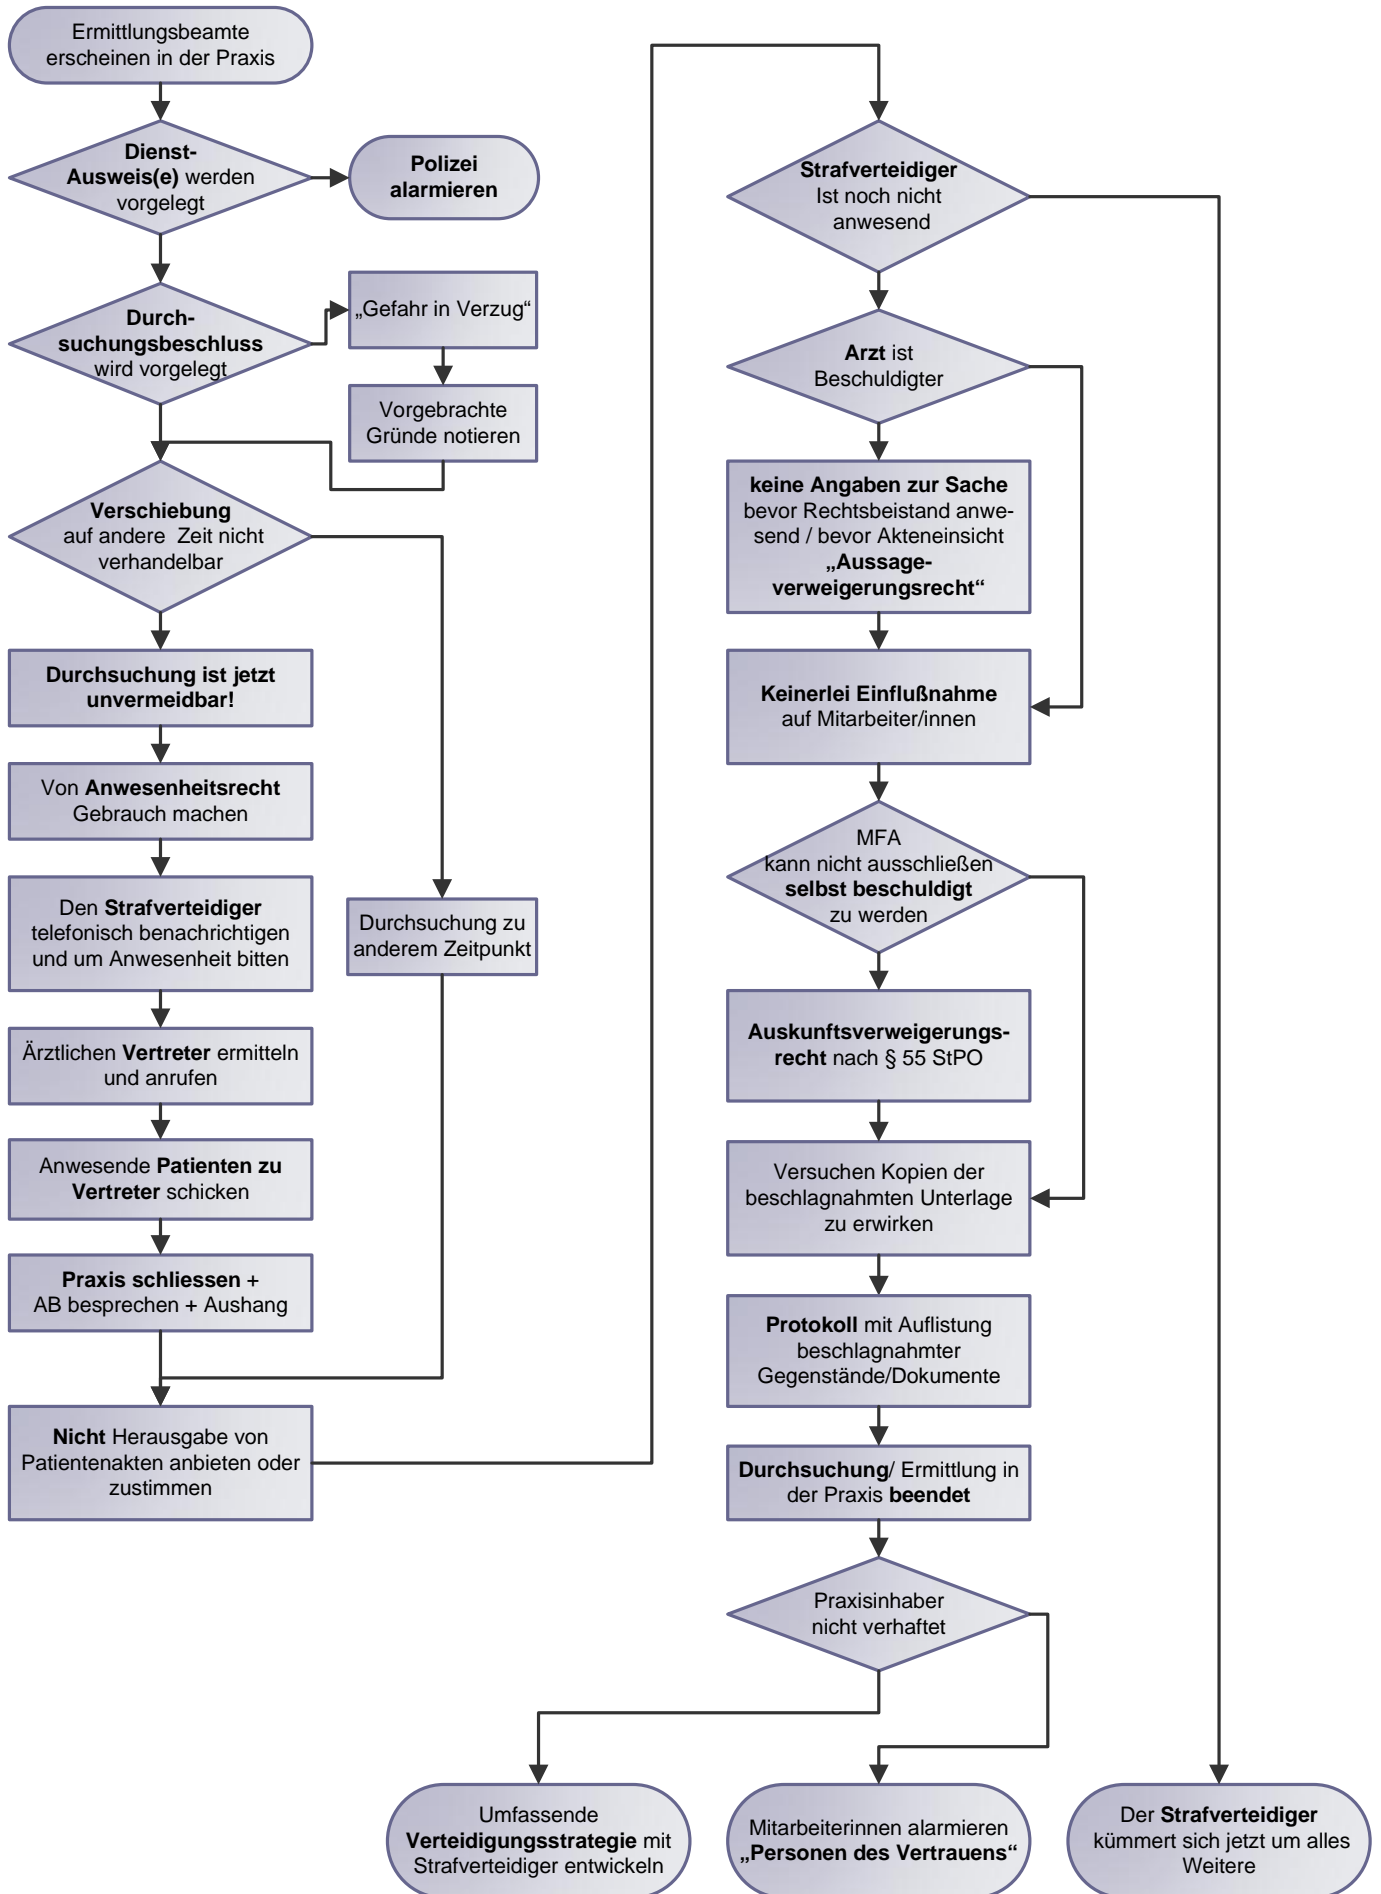 Ermittlungsbeamte
erscheinen in der Praxis
Dienst-
Ausweis(e) werden
vorgelegt
Polizei
alarmieren
Durch-
suchungsbeschluss
wird vorgelegt
„Gefahr in Verzug“
Vorgebrachte
Gründe notieren
Verschiebung
auf andere Zeit nicht
verhandelbar
Durchsuchung ist jetzt
unvermeidbar!
Von Anwesenheitsrecht
Gebrauch machen
Den Strafverteidiger
telefonisch benachrichtigen
und um Anwesenheit bitten
Durchsuchung zu
anderem Zeitpunkt
Ärztlichen Vertreter ermitteln
und anrufen
Anwesende Patienten zu
Vertreter schicken
Praxis schliessen +
AB besprechen + Aushang
Nicht Herausgabe von
Patientenakten anbieten oder
zustimmen
Strafverteidiger
Ist noch nicht
anwesend
Arzt ist
Beschuldigter
keine Angaben zur Sache
bevor Rechtsbeistand anwe-
send / bevor Akteneinsicht
„Aussage-
verweigerungsrecht“
Keinerlei Einflußnahme
auf Mitarbeiter/innen
MFA
kann nicht ausschließen
selbst beschuldigt
zu werden
Auskunftsverweigerungs-
recht nach § 55 StPO
Versuchen Kopien der
beschlagnahmten Unterlage
zu erwirken
Protokoll mit Auflistung
beschlagnahmter
Gegenstände/Dokumente
Durchsuchung/ Ermittlung in
der Praxis beendet
Praxisinhaber
nicht verhaftet
Umfassende
Verteidigungsstrategie mit
Strafverteidiger entwickeln
Mitarbeiterinnen alarmieren
„Personen des Vertrauens“
Der Strafverteidiger
kümmert sich jetzt um alles
Weitere